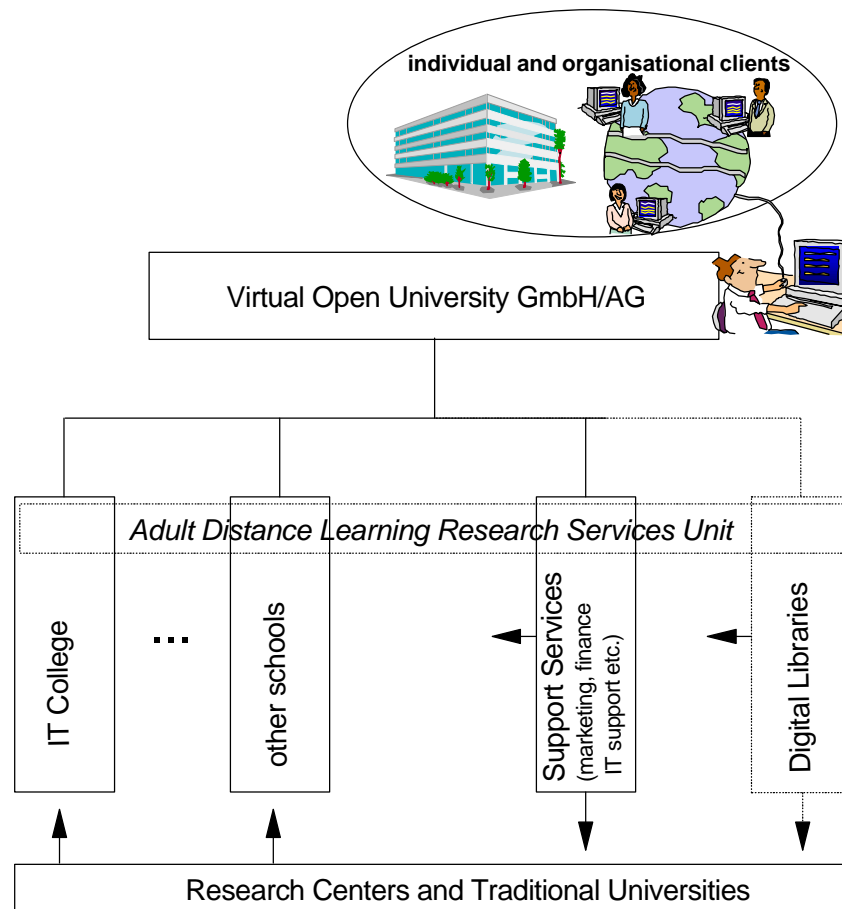 individual and organisational clients
Virtual Open University GmbH/AG
Adult Distance Learning Research Services Unit
IT College
...
other schools
Support Services
(marketing, finance
IT support etc.)
Digital Libraries
Research Centers and Traditional Universities